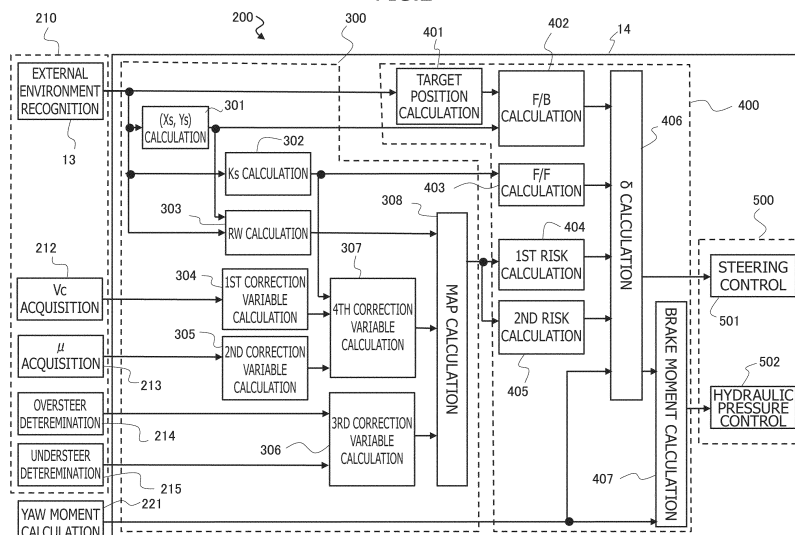 200
210
300
401
402
14
EXTERNAL
ENVIRONMENT
RECOGNITION
13
(Xs, Ys)
CALCULATION
301
TARGET
POSITION
CALCULATION
F/B
CALCULATION
400
406
302
Ks CALCULATION
303
RW CALCULATION
308
F/F
CALCULATION
403
δ CALCULATION
212
Vc
ACQUISITION
304
1ST CORRECTION
VARIABLE
CALCULATION
307
4TH CORRECTION
VARIABLE
CALCULATION
MAP CALCULATION
404
1ST RISK
CALCULATION
500
STEERING
CONTROL
501
μ
ACQUISITION
213
305
2ND CORRECTION
VARIABLE
CALCULATION
2ND RISK
CALCULATION
405
BRAKE MOMENT CALCULATION
502
HYDRAULIC
PRESSURE
CONTROL
OVERSTEER
DETEREMINATION
214
306
3RD CORRECTION
VARIABLE
CALCULATION
UNDERSTEER
DETEREMINATION
215
407
221
YAW MOMENT
CALCULATION